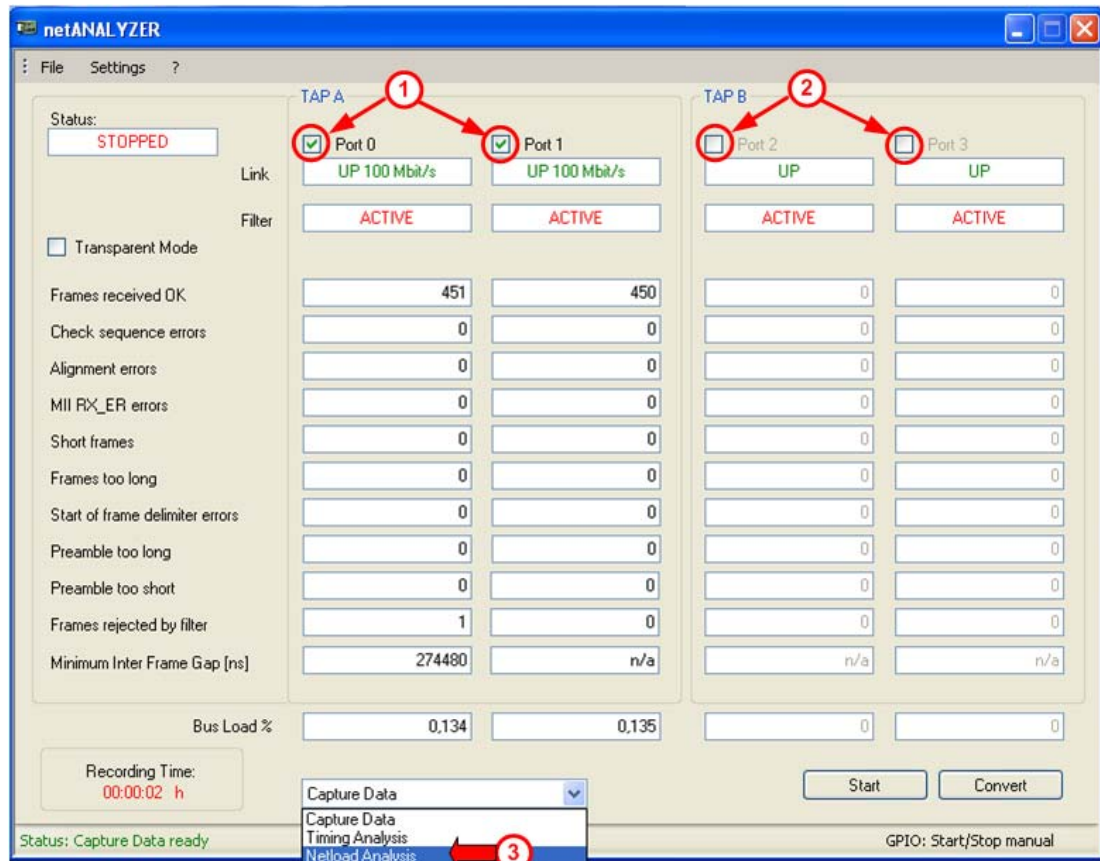 netANALYZER
File Settings ?
TAP A
TAP B
1
2
Status:
STOPPED
Port 0
Port 1
Port 2
Port 3
Link
UP 100 Mbit/s
UP 100 Mbit/s
UP
UP
Filter
ACTIVE
ACTIVE
ACTIVE
ACTIVE
Transparent Mode
Frames received OK 451 450 0 0
Check sequence errors 0 0 0 0
Alignment errors 0 0 0 0
MII RX_ER errors 0 0 0 0
Short frames 0 0 0 0
Frames too long 0 0 0 0
Start of frame delimiter errors 0 0 0 0
Preamble too long 0 0 0 0
Preamble too short 0 0 0 0
Frames rejected by filter 1 0 0 0
Minimum Inter Frame Gap [ns] 274480 n/a n/a n/a
Bus Load % 0,134 0,135 0 0
Recording Time:
00:00:02 h
Capture Data
Start
Convert
Capture Data
Timing Analysis
Netload Analysis
3
Status: Capture Data ready
GPIO: Start/Stop manual